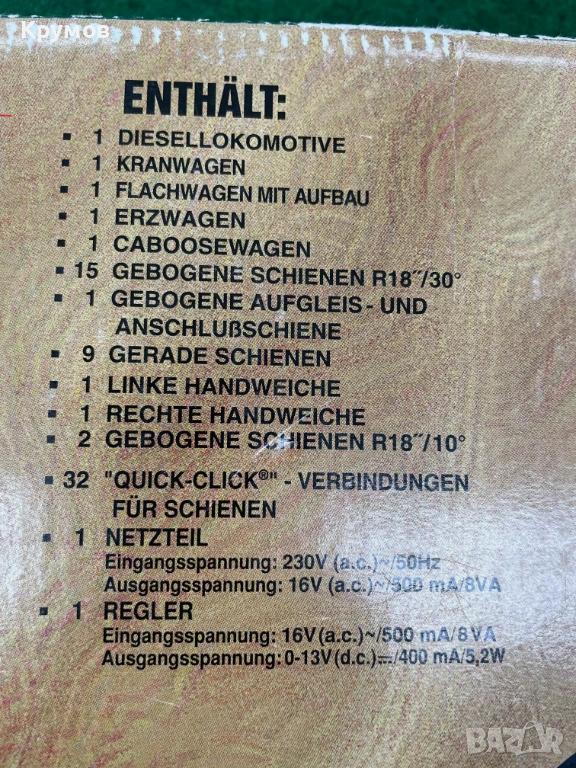 Крумов
ENTHÄLT:
▪ 1 DIESELLOKOMOTIVE
▪ 1 KRANWAGEN
▪ 1 FLACHWAGEN MIT AUFBAU
▪ 1 ERZWAGEN
▪ 1 CABOOSEWAGEN
▪ 15 GEBOGENE SCHIENEN R18˝/30°
▪ 1 GEBOGENE AUFGLEIS - UND
ANSCHLUßSCHIENE
▪ 9 GERADE SCHIENEN
▪ 1 LINKE HANDWEICHE
▪ 1 RECHTE HANDWEICHE
▪ 2 GEBOGENE SCHIENEN R18˝/10°
▪ 32 "QUICK-CLICK®" - VERBINDUNGEN
FÜR SCHIENEN
▪ 1 NETZTEIL
Eingangsspannung: 230V (a.c.)~/50Hz
Ausgangsspannung: 16V (a.c.)~/500 mA/8VA
▪ 1 REGLER
Eingangsspannung: 16V(a.c.)~/500 mA/8VA
Ausgangsspannung: 0-13V(d.c.)⎓/400 mA/5,2W
BAZAR